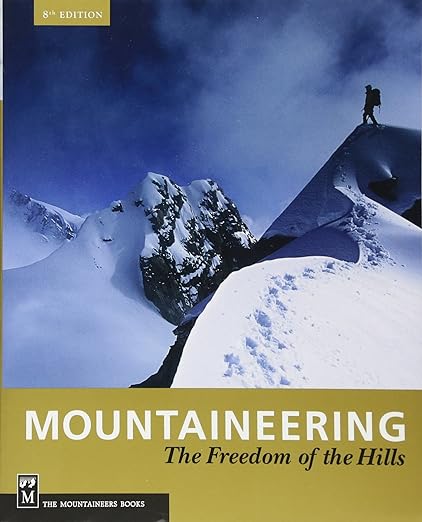 8th EDITION
MOUNTAINEERING
The Freedom of the Hills
M
THE MOUNTAINEERS BOOKS